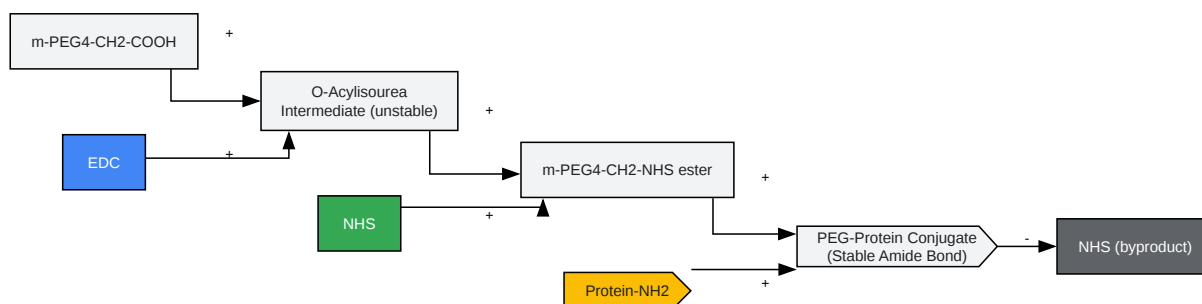 m-PEG4-CH2-COOH
+
O-Acylisourea
Intermediate (unstable)
+
EDC
+
m-PEG4-CH2-NHS ester
+
NHS
+
PEG-Protein Conjugate
(Stable Amide Bond)
-
NHS (byproduct)
Protein-NH2
+